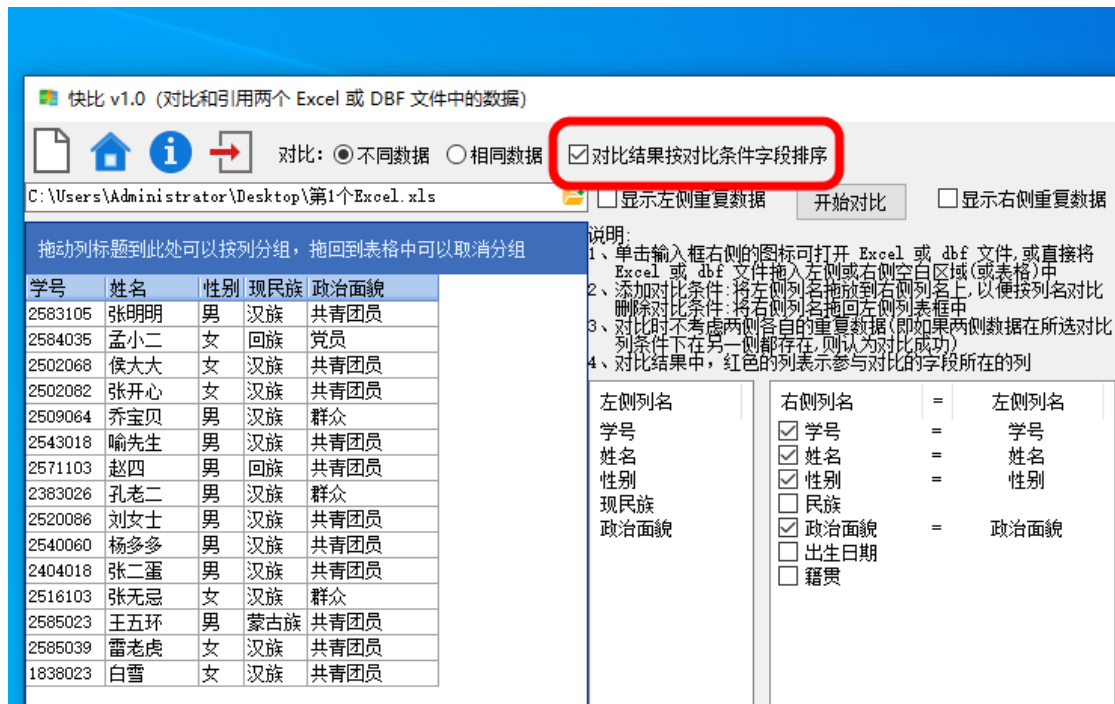 快比 v1.0 (对比和引用两个 Excel 或 DBF 文件中的数据)
对比: 不同数据 相同数据 对比结果按对比条件字段排序
C:\Users\Administrator\Desktop\第1个Excel.xls
显示左侧重复数据 开始对比 显示右侧重复数据
拖动列标题到此处可以按列分组，拖回到表格中可以取消分组
学号 姓名 性别 现民族 政治面貌
2583105 张明明 男 汉族 共青团员
2584035 孟小二 女 回族 党员
2502068 侯大大 女 汉族 共青团员
2502082 张开心 女 汉族 共青团员
2509064 乔宝贝 男 汉族 群众
2543018 喻先生 男 汉族 共青团员
2571103 赵四 男 回族 共青团员
2383026 孔老二 男 汉族 群众
2520086 刘女士 男 汉族 共青团员
2540060 杨多多 男 汉族 共青团员
2404018 张二蛋 男 汉族 共青团员
2516103 张无忌 女 汉族 群众
2585023 王五环 男 蒙古族 共青团员
2585039 雷老虎 女 汉族 共青团员
1838023 白雪 女 汉族 共青团员
说明:
1、单击输入框右侧的图标可打开 Excel 或 dbf 文件,或直接将
Excel 或 dbf 文件拖入左侧或右侧空白区域(或表格)中
2、添加对比条件:将左侧列名拖放到右侧列名上,以便按列名对比
删除对比条件:将右侧列名拖回左侧列表框中
3、对比时不考虑两侧各自的重复数据(即如果两侧数据在所选对比
列条件下在另一侧都存在,则认为对比成功)
4、对比结果中，红色的列表示参与对比的字段所在的列
左侧列名
学号
姓名
性别
现民族
政治面貌
右侧列名 = 左侧列名
学号 = 学号
姓名 = 姓名
性别 = 性别
民族
政治面貌 = 政治面貌
出生日期
籍贯